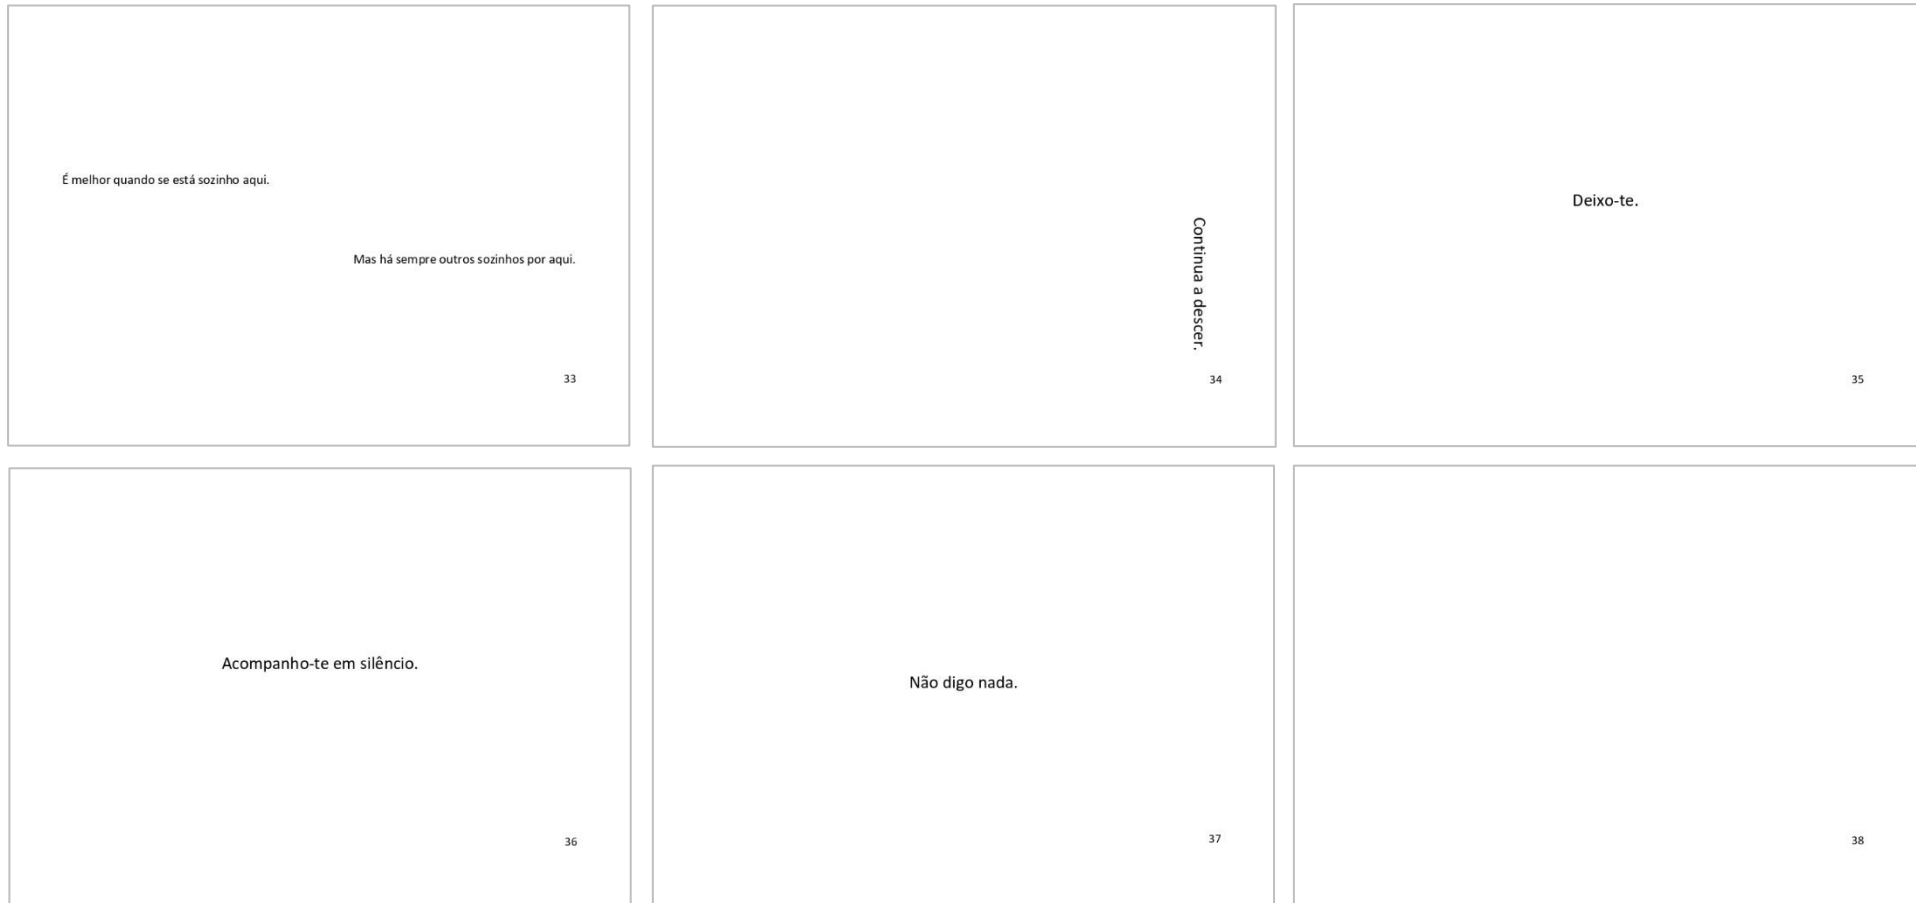 É melhor quando se está sozinho aqui.
Mas há sempre outros sozinhos por aqui.
33
Continua a descer.
34
Deixo-te.
35
Acompanho-te em silêncio.
36
Não digo nada.
37
38